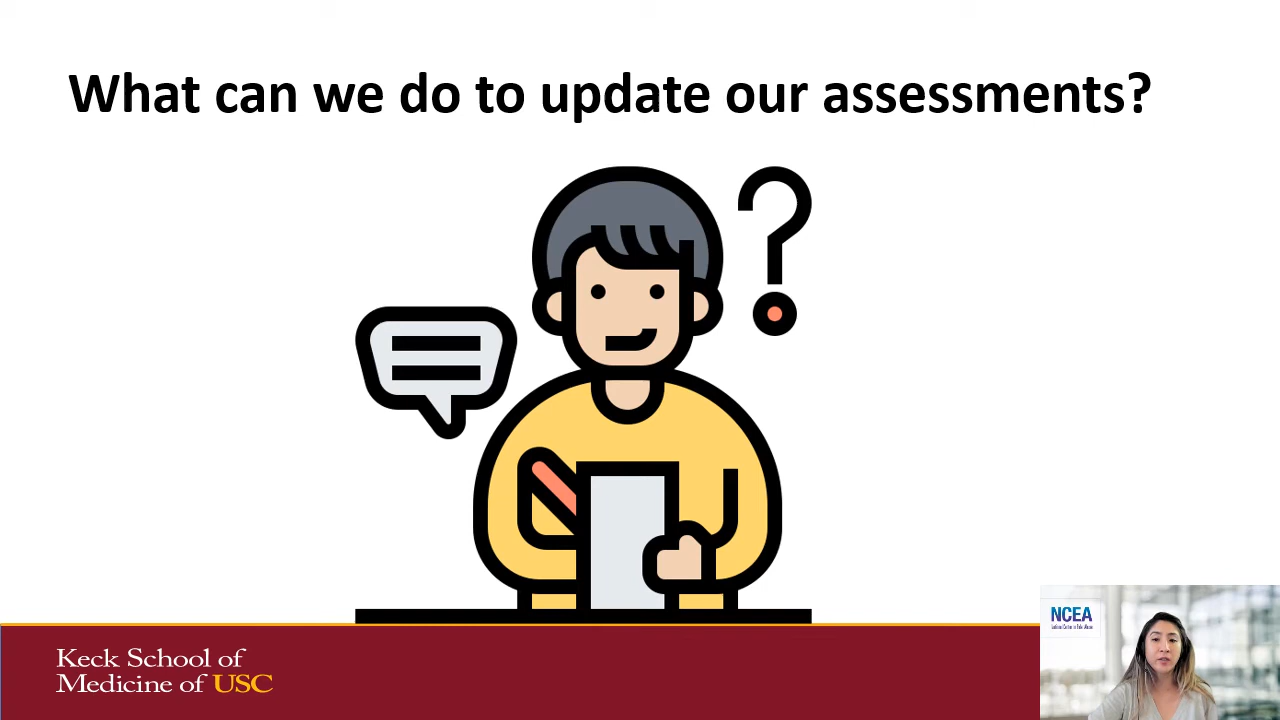 What can we do to update our assessments?
Keck School of
Medicine of USC
NCEA